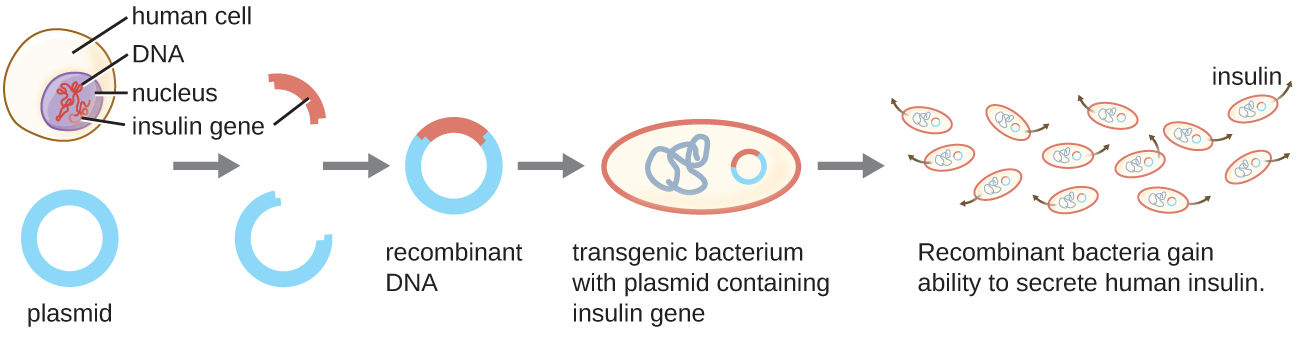 human cell
DNA
nucleus
insulin gene
plasmid
recombinant
DNA
transgenic bacterium
with plasmid containing
insulin gene
insulin
Recombinant bacteria gain
ability to secrete human insulin.